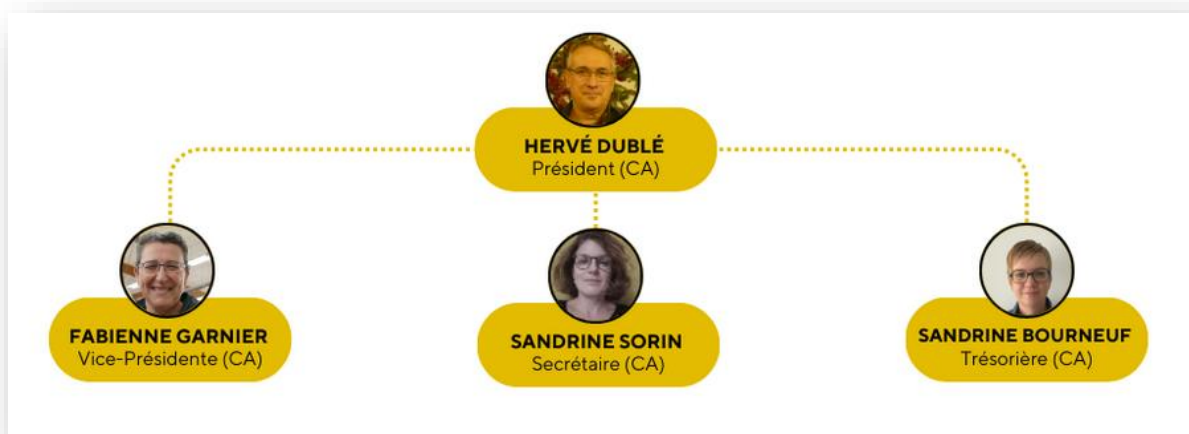 HERVÉ DUBLÉ
Président (CA)
FABIENNE GARNIER
Vice-Présidente (CA)
SANDRINE SORIN
Secrétaire (CA)
SANDRINE BOURNEUF
Trésorière (CA)